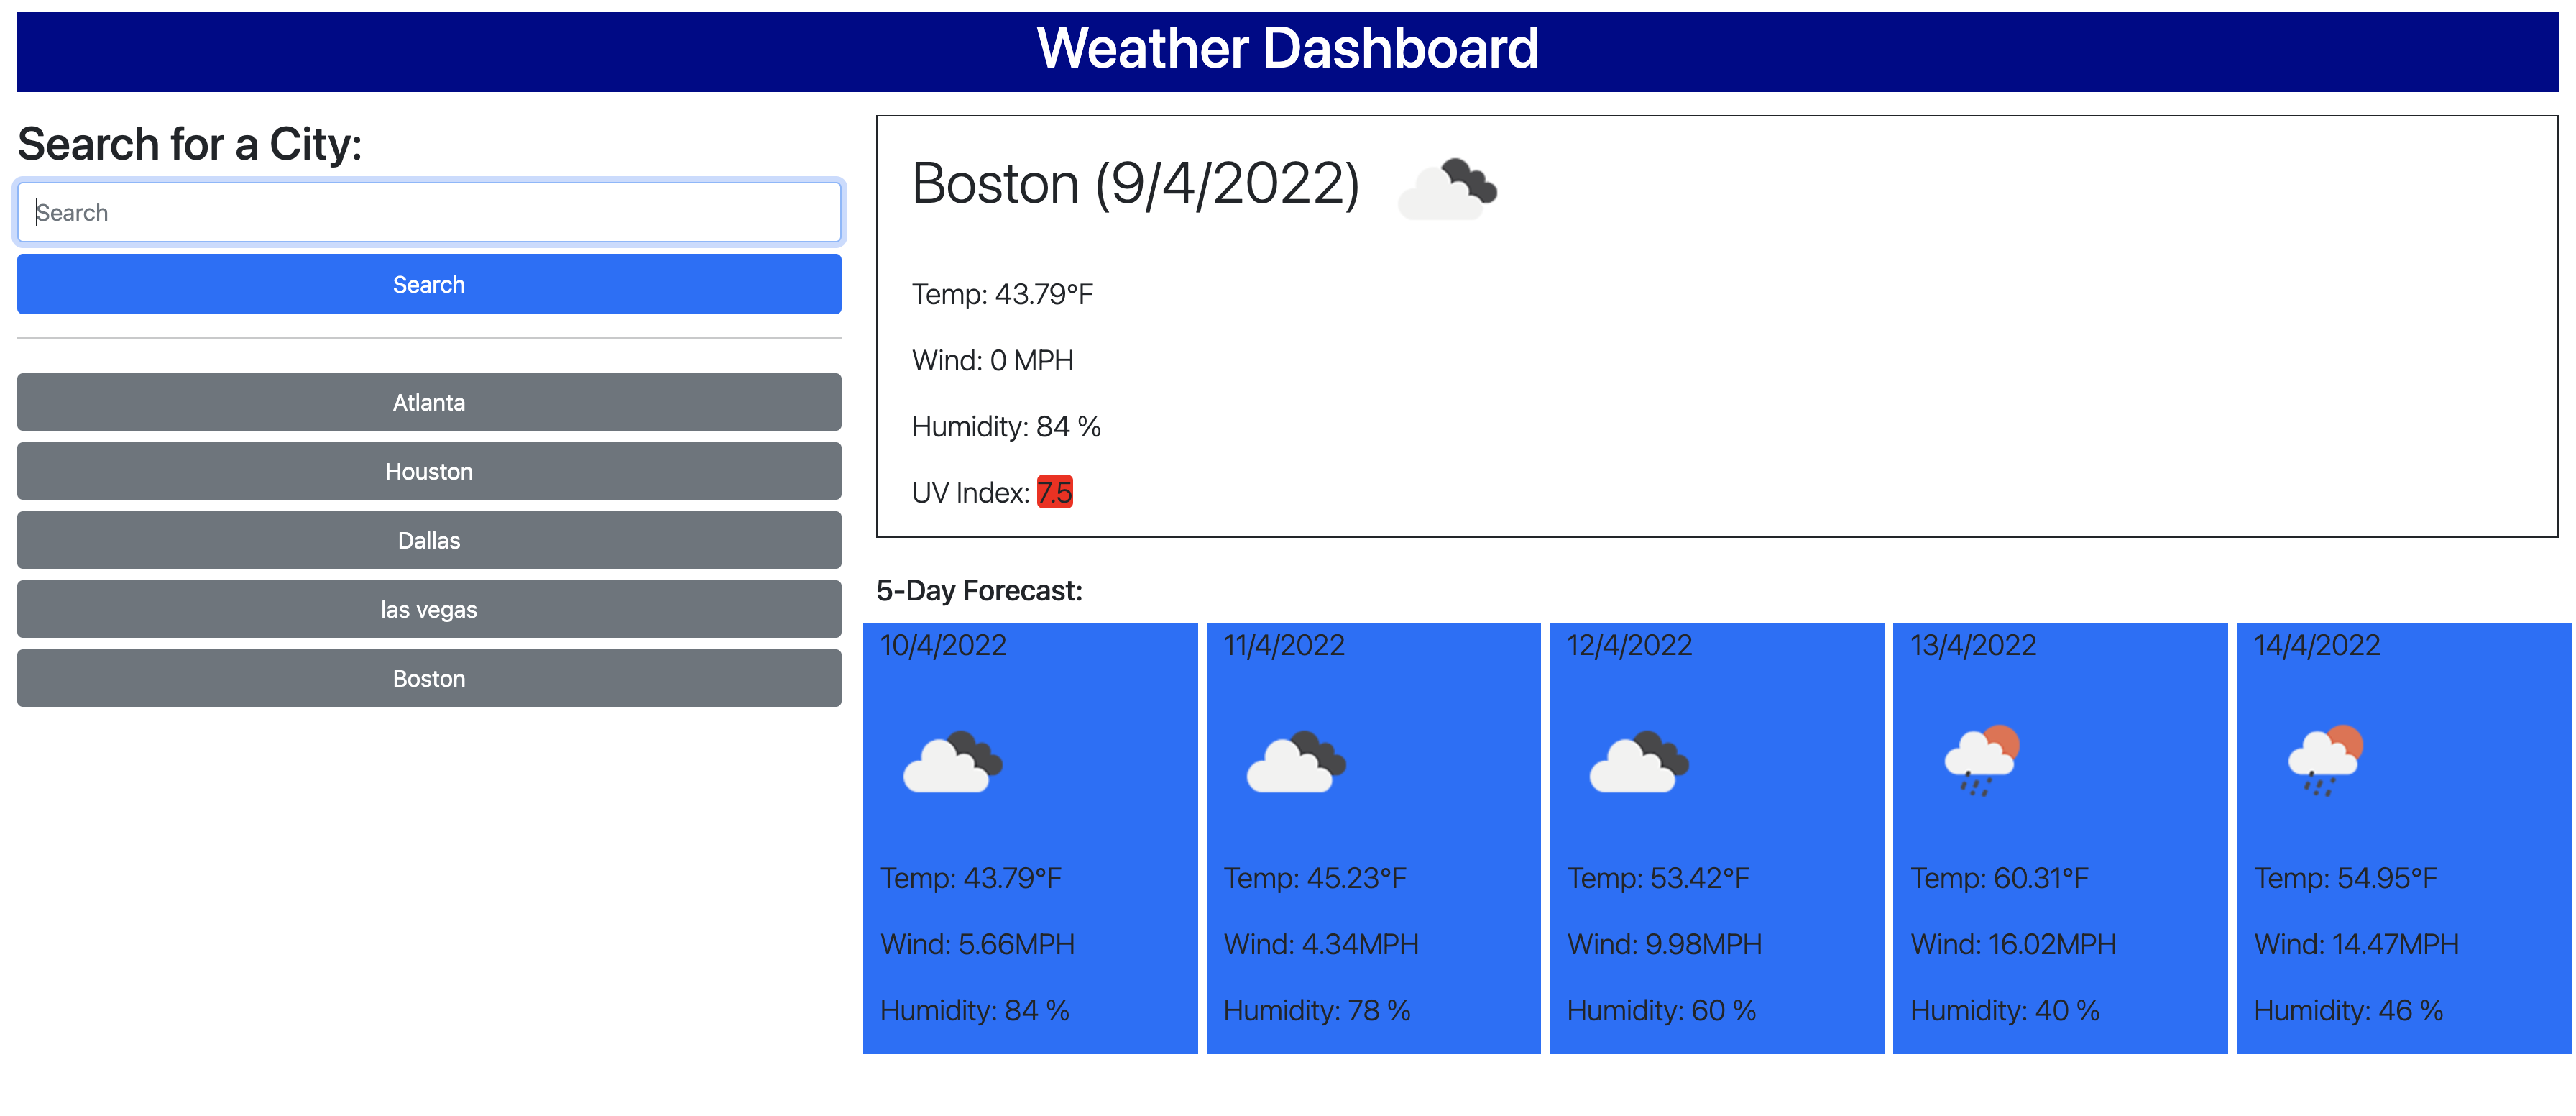 Weather Dashboard
Search for a City:
Search
Search
Atlanta
Houston
Dallas
las vegas
Boston
Boston (9/4/2022)
Temp: 43.79°F
Wind: 0 MPH
Humidity: 84 %
UV Index: 7.5
5-Day Forecast:
10/4/2022
Temp: 43.79°F
Wind: 5.66MPH
Humidity: 84 %
11/4/2022
Temp: 45.23°F
Wind: 4.34MPH
Humidity: 78 %
12/4/2022
Temp: 53.42°F
Wind: 9.98MPH
Humidity: 60 %
13/4/2022
Temp: 60.31°F
Wind: 16.02MPH
Humidity: 40 %
14/4/2022
Temp: 54.95°F
Wind: 14.47MPH
Humidity: 46 %